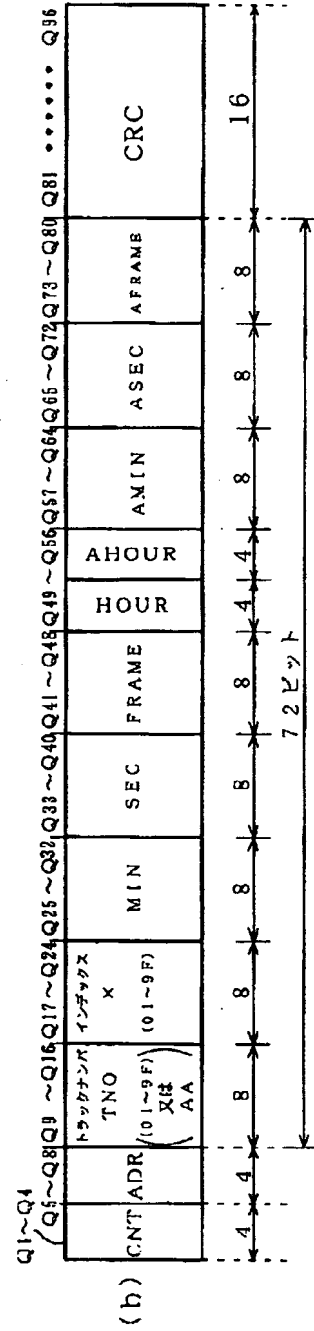 Q1～Q4
Q5～Q8 Q9 ～Q16 Q17～Q24 Q25～Q32 Q33～Q40 Q41～Q48 Q49 ～Q56 Q57～Q64 Q65～Q72 Q73～Q80 Q81 ・・・・・・・ Q96
(b)
CNT
ADR
トラックナンバ
TNO
(01～9F)
又は
AA
インデックス
X
(01～9F)
MIN
SEC
FRAME
HOUR
AHOUR
AMIN
ASEC
AFRAME
CRC
4 4 8 8 8 8 8 4 4 8 8 8 16
72ビット